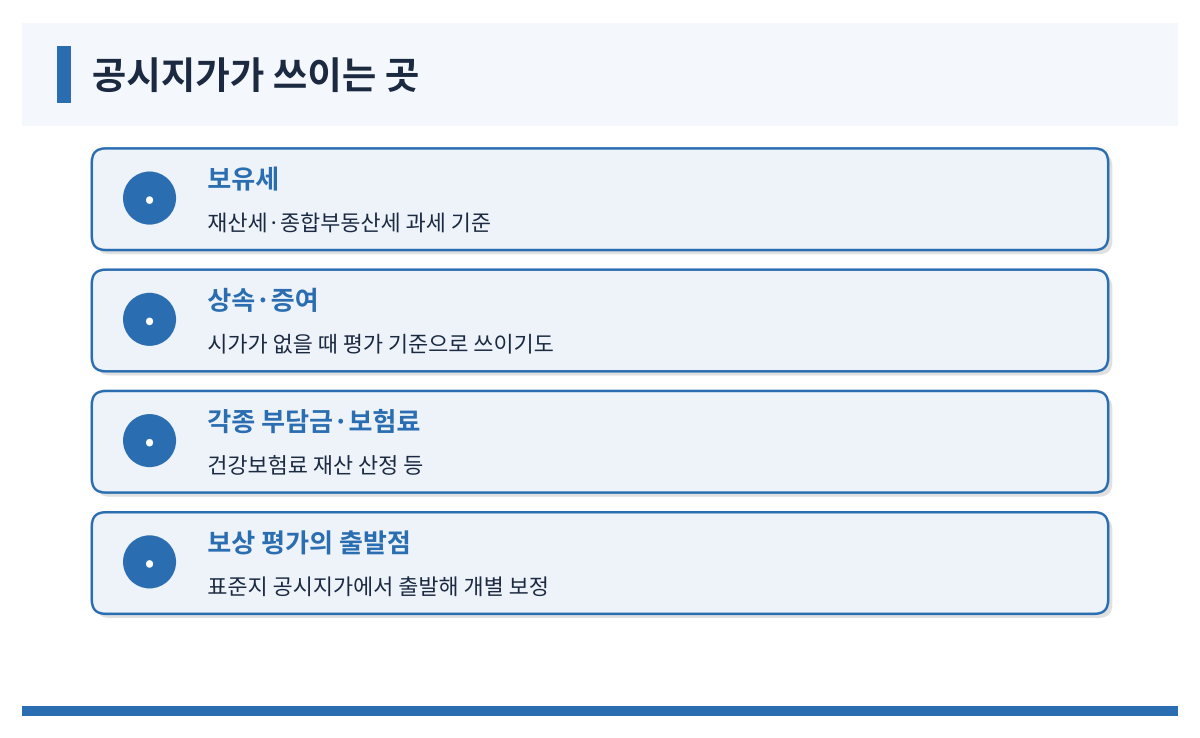 공시지가가 쓰이는 곳
보유세
재산세·종합부동산세 과세 기준
상속·증여
시가가 없을 때 평가 기준으로 쓰이기도
각종 부담금·보험료
건강보험료 재산 산정 등
보상 평가의 출발점
표준지 공시지가에서 출발해 개별 보정